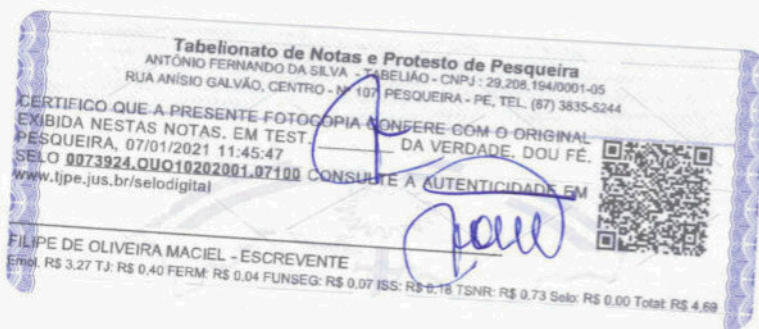 Tabelionato de Notas e Protesto de Pesqueira
ANTÔNIO FERNANDO DA SILVA - TABELIÃO - CNPJ : 29.208.194/0001-05
RUA ANÍSIO GALVÃO, CENTRO - Nº 107, PESQUEIRA - PE, TEL. (87) 3835-5244
CERTIFICO QUE A PRESENTE FOTOCOPIA CONFERE COM O ORIGINAL
EXIBIDA NESTAS NOTAS. EM TEST. ________ DA VERDADE. DOU FÉ.
PESQUEIRA, 07/01/2021 11:45:47
SELO 0073924.OUO10202001.07100 CONSULTE A AUTENTICIDADE EM
www.tjpe.jus.br/selodigital
FILIPE DE OLIVEIRA MACIEL - ESCREVENTE
Emol. R$ 3,27 TJ: R$ 0,40 FERM: R$ 0,04 FUNSEG: R$ 0,07 ISS: R$ 0,18 TSNR: R$ 0,73 Selo: R$ 0,00 Total: R$ 4,69